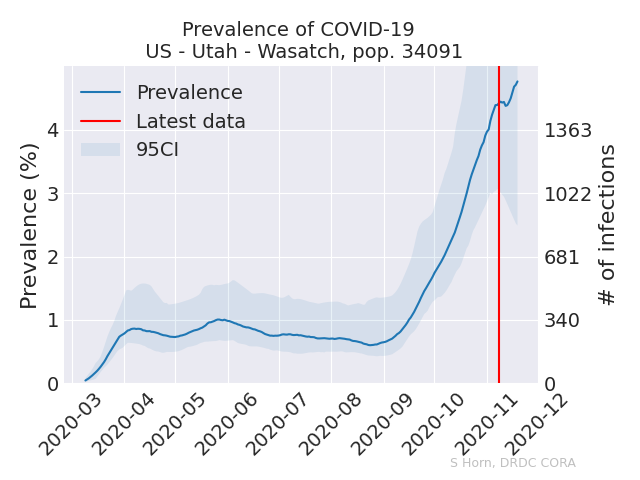 Prevalence of COVID-19
US - Utah - Wasatch, pop. 34091
Prevalence
Latest data
95CI
Prevalence (%)
4
3
2
1
0
1363
1022
681
340
0
# of infections
2020-03
2020-04
2020-05
2020-06
2020-07
2020-08
2020-09
2020-10
2020-11
2020-12
S Horn, DRDC CORA